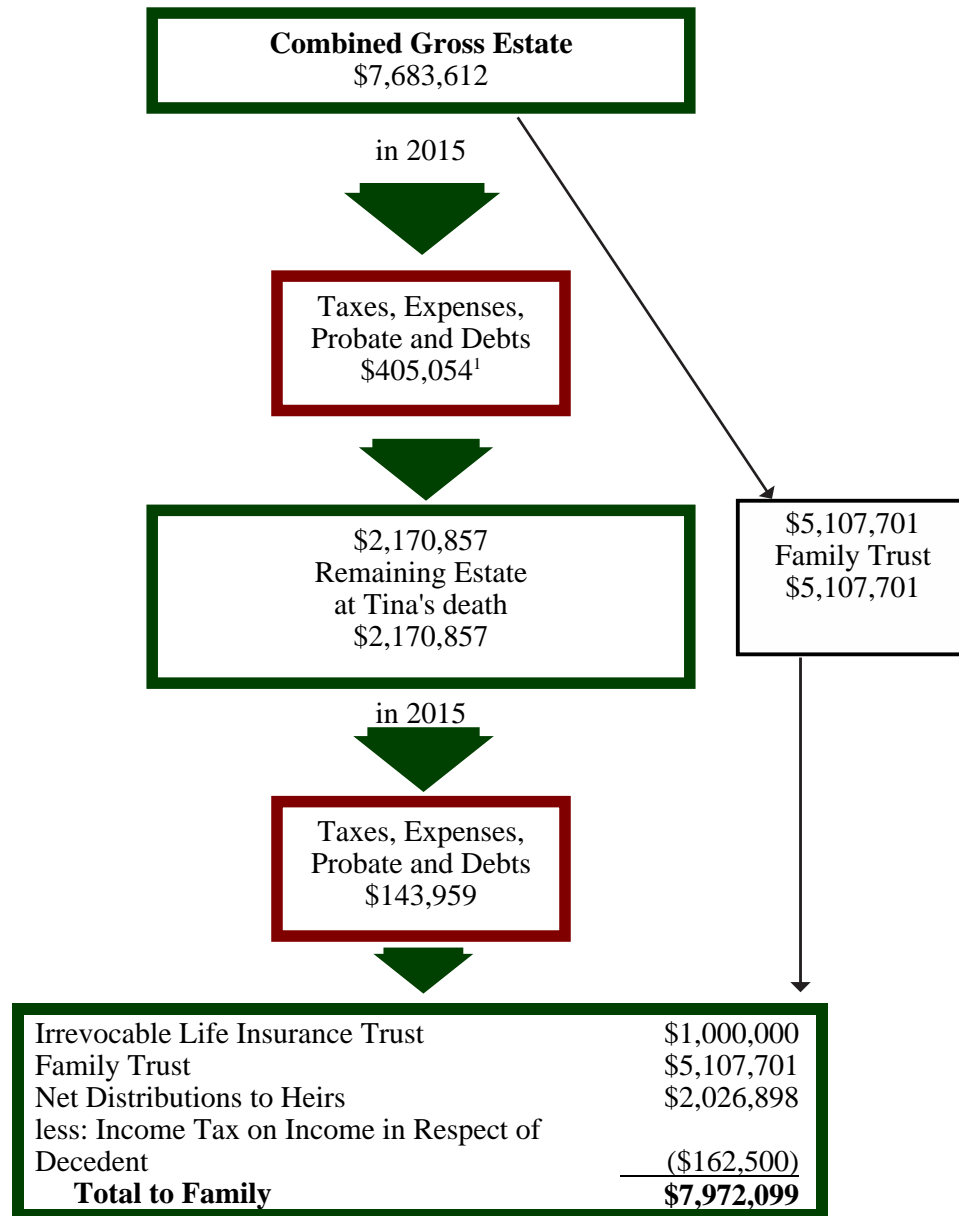 Combined Gross Estate
$7,683,612
in 2015
Taxes, Expenses,
Probate and Debts
$405,054¹
$2,170,857
Remaining Estate
at Tina's death
$2,170,857
$5,107,701
Family Trust
$5,107,701
in 2015
Taxes, Expenses,
Probate and Debts
$143,959
Irrevocable Life Insurance Trust $1,000,000
Family Trust $5,107,701
Net Distributions to Heirs $2,026,898
less: Income Tax on Income in Respect of
Decedent ($162,500)
Total to Family $7,972,099